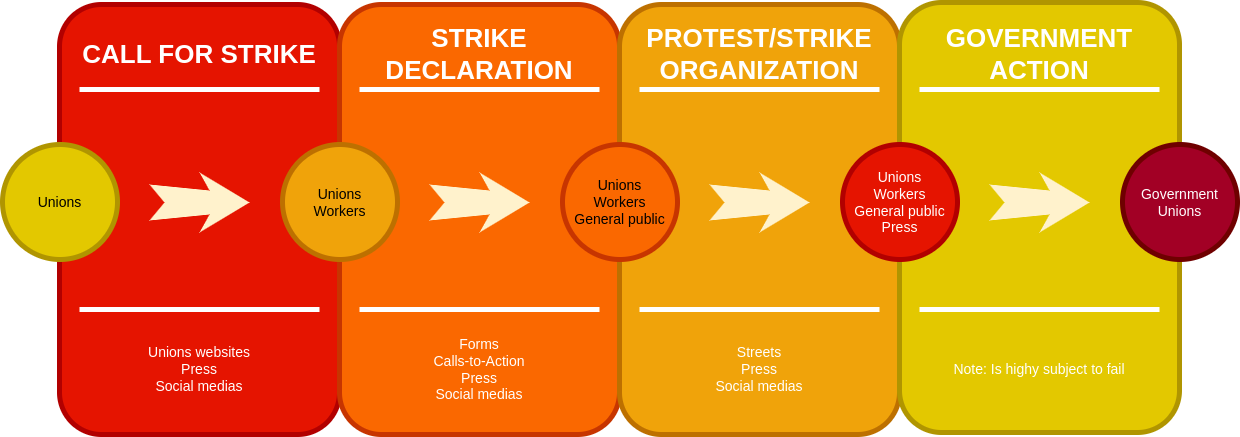 CALL FOR STRIKE
STRIKE
DECLARATION
PROTEST/STRIKE
ORGANIZATION
GOVERNMENT
ACTION
Unions
Unions
Workers
Unions
Workers
General public
Unions
Workers
General public
Press
Government
Unions
Unions websites
Press
Social medias
Forms
Calls-to-Action
Press
Social medias
Streets
Press
Social medias
Note: Is highy subject to fail